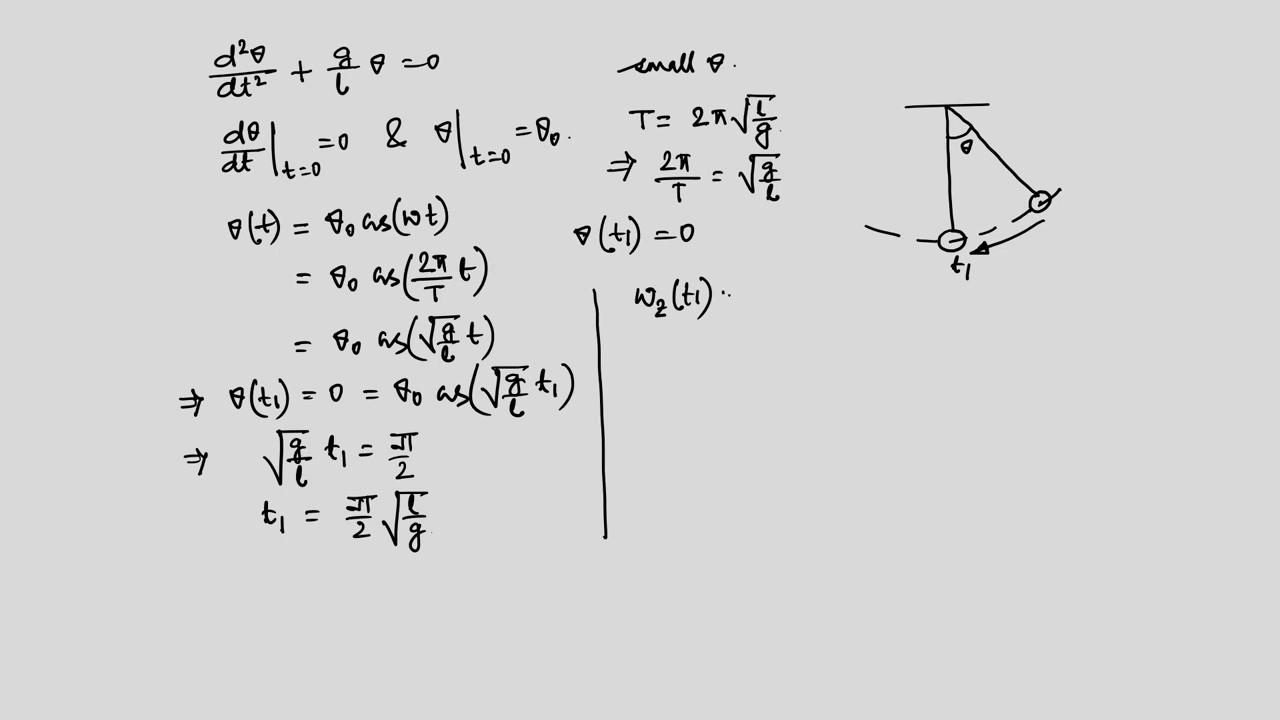 d²θ/dt² + g/l θ = 0
dθ/dt|t=0 = 0 & θ|t=0 = θ₀.
θ(t) = θ₀ cos(ωt)
= θ₀ cos(2π/T t)
= θ₀ cos(√(g/l) t)
⇒ θ(t₁) = 0 = θ₀ cos(√(g/l) t₁)
⇒ √(g/l) t₁ = π/2
t₁ = π/2 √(l/g)
small θ.
T = 2π√(l/g)
⇒ 2π/T = √(g/l)
θ(t₁) = 0
ω_z(t₁)
θ
t₁